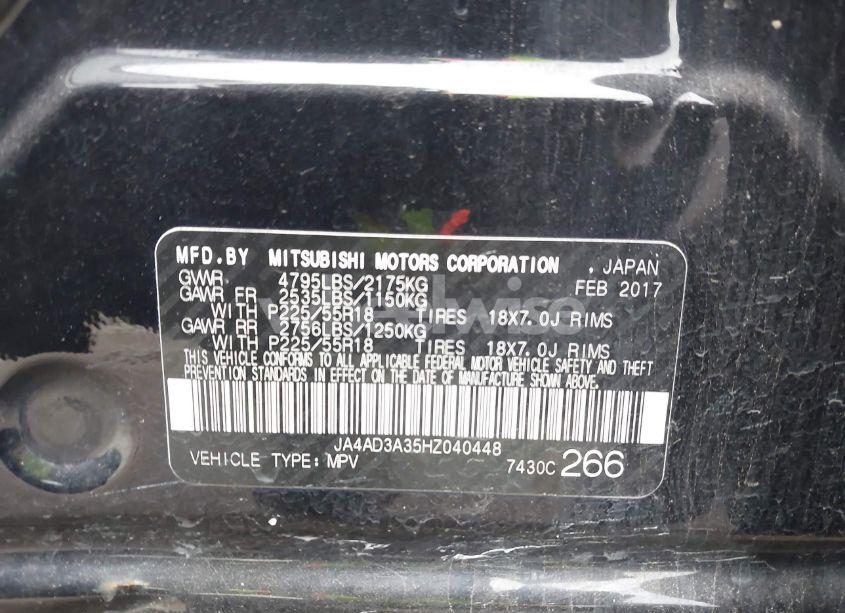 MFD.BY MITSUBISHI MOTORS CORPORATION , JAPAN
GVWR 4795LBS/2175KG FEB 2017
GAWR FR 2535LBS/1150KG
WITH P225/55R18 TIRES 18X7.0J RIMS
GAWR RR 2756LBS/1250KG
WITH P225/55R18 TIRES 18X7.0J RIMS
THIS VEHICLE CONFORMS TO ALL APPLICABLE FEDERAL MOTOR VEHICLE SAFETY AND THEFT
PREVENTION STANDARDS IN EFFECT ON THE DATE OF MANUFACTURE SHOWN ABOVE.
JA4AD3A35HZ040448
VEHICLE TYPE: MPV 7430C 266